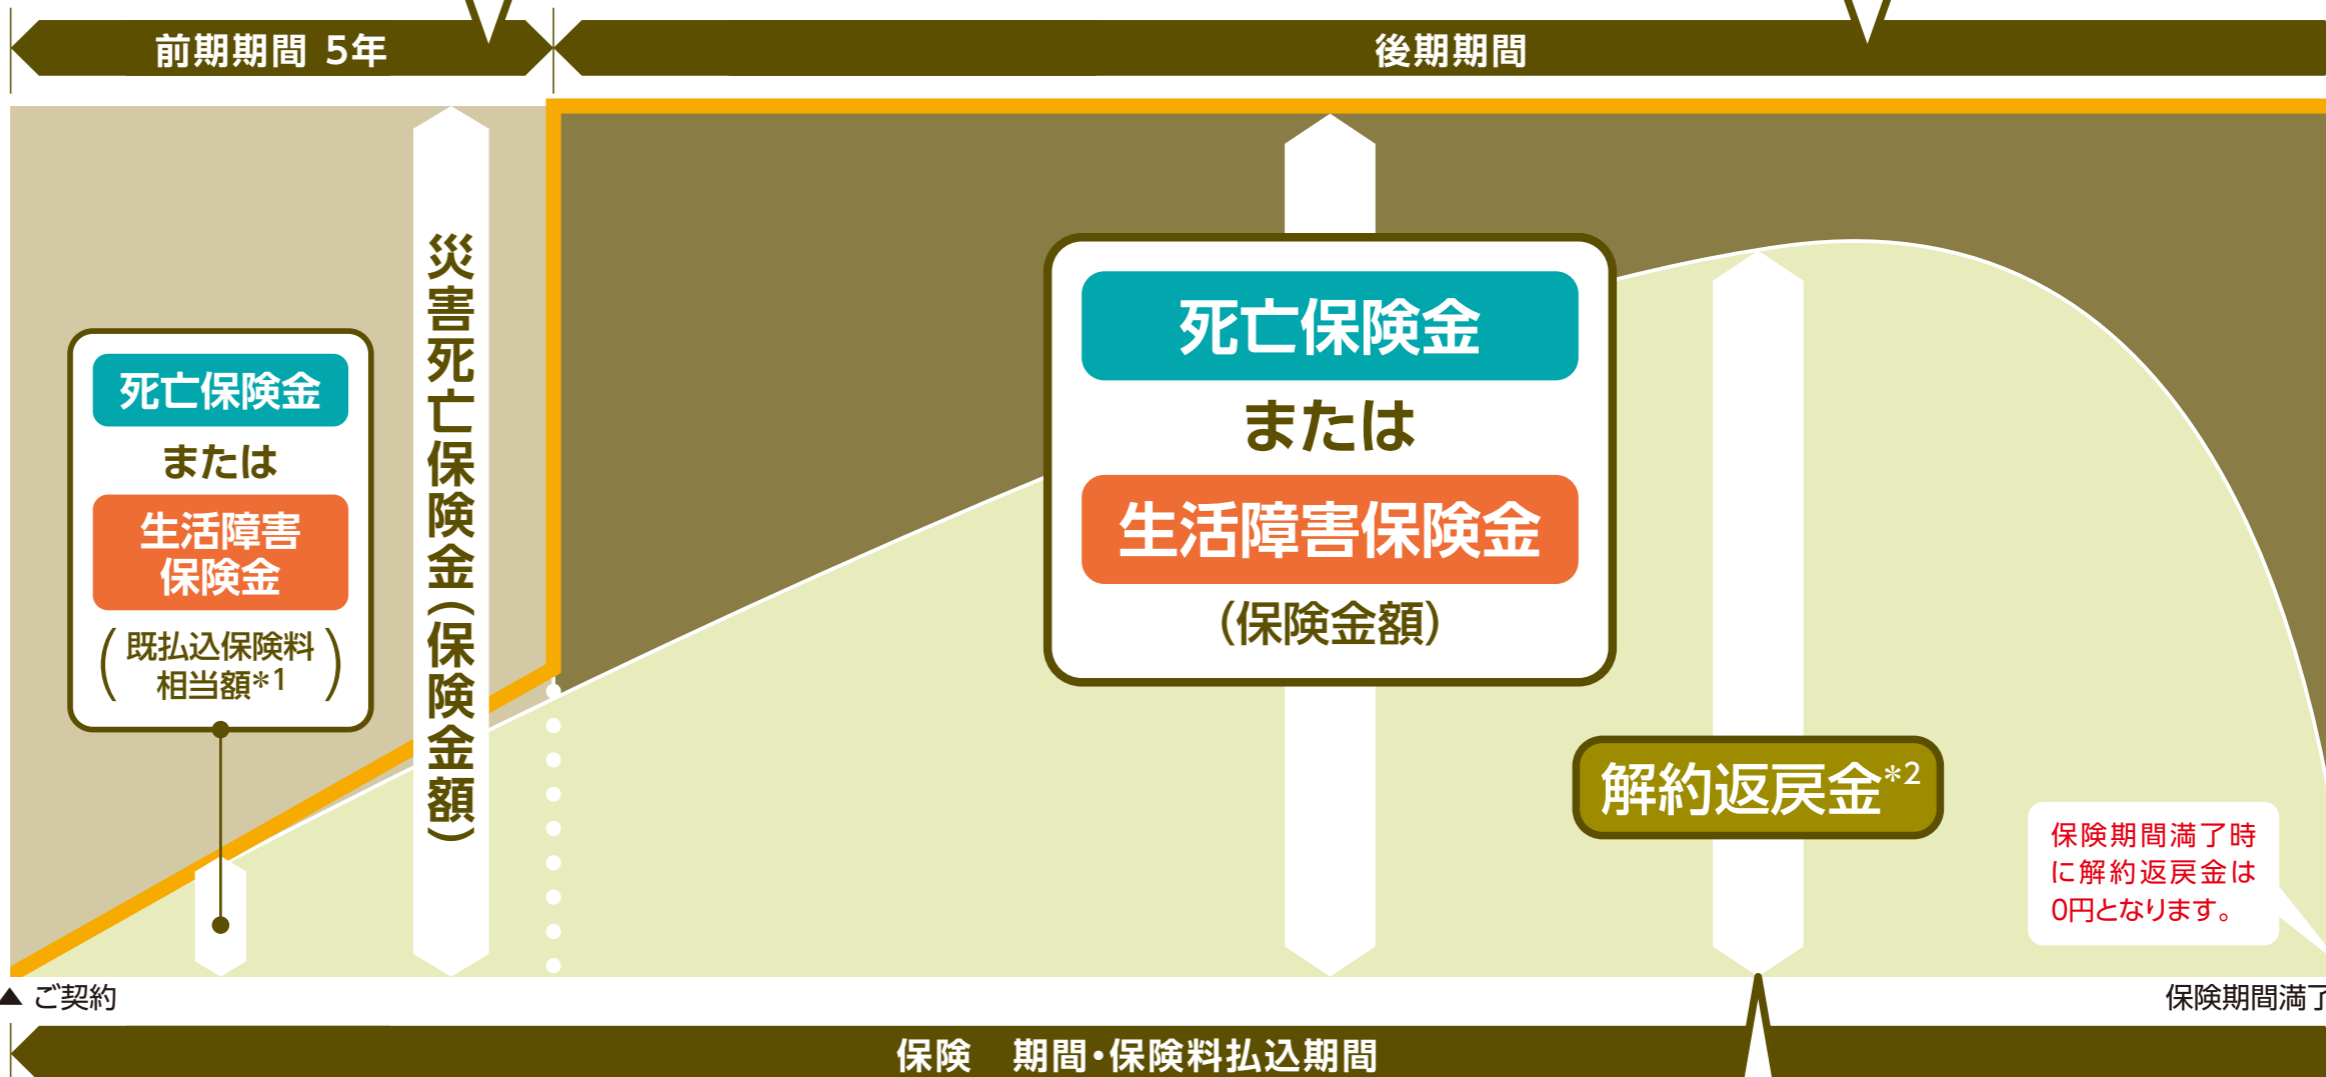 前期期間 5年
後期期間
死亡保険金
または
生活障害
保険金
(既払込保険料
相当額*1)
災害死亡保険金(保険金額)
死亡保険金
または
生活障害保険金
(保険金額)
解約返戻金*2
保険期間満了時
に解約返戻金は
0円となります。
▲ ご契約
保険期間満了
保険　期間・保険料払込期間